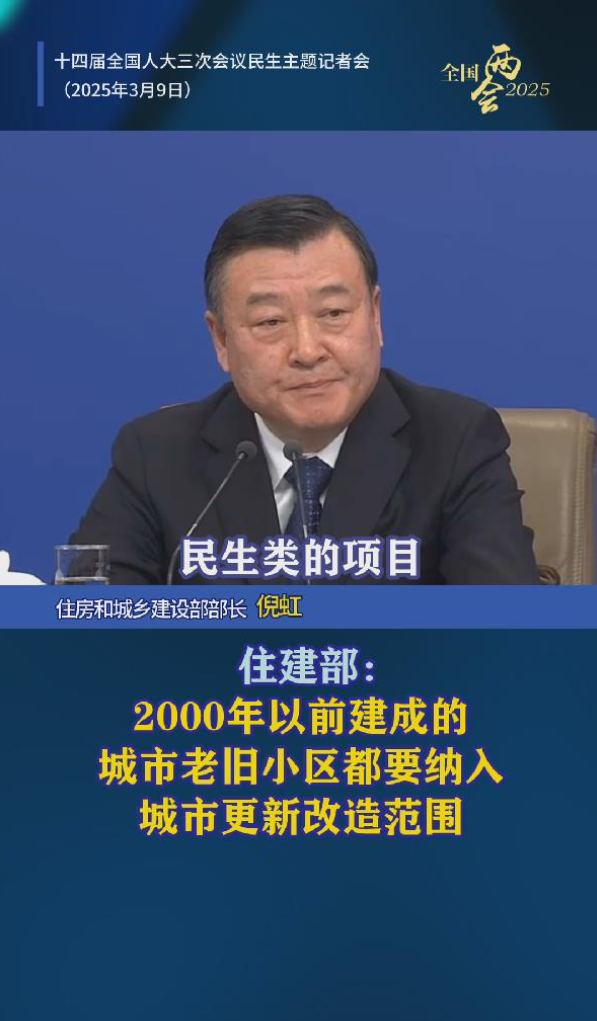 十四届全国人大三次会议民生主题记者会
（2025年3月9日）
全国两会2025
民生类的项目
住房和城乡建设部部长 倪虹
住建部：
2000年以前建成的
城市老旧小区都要纳入
城市更新改造范围